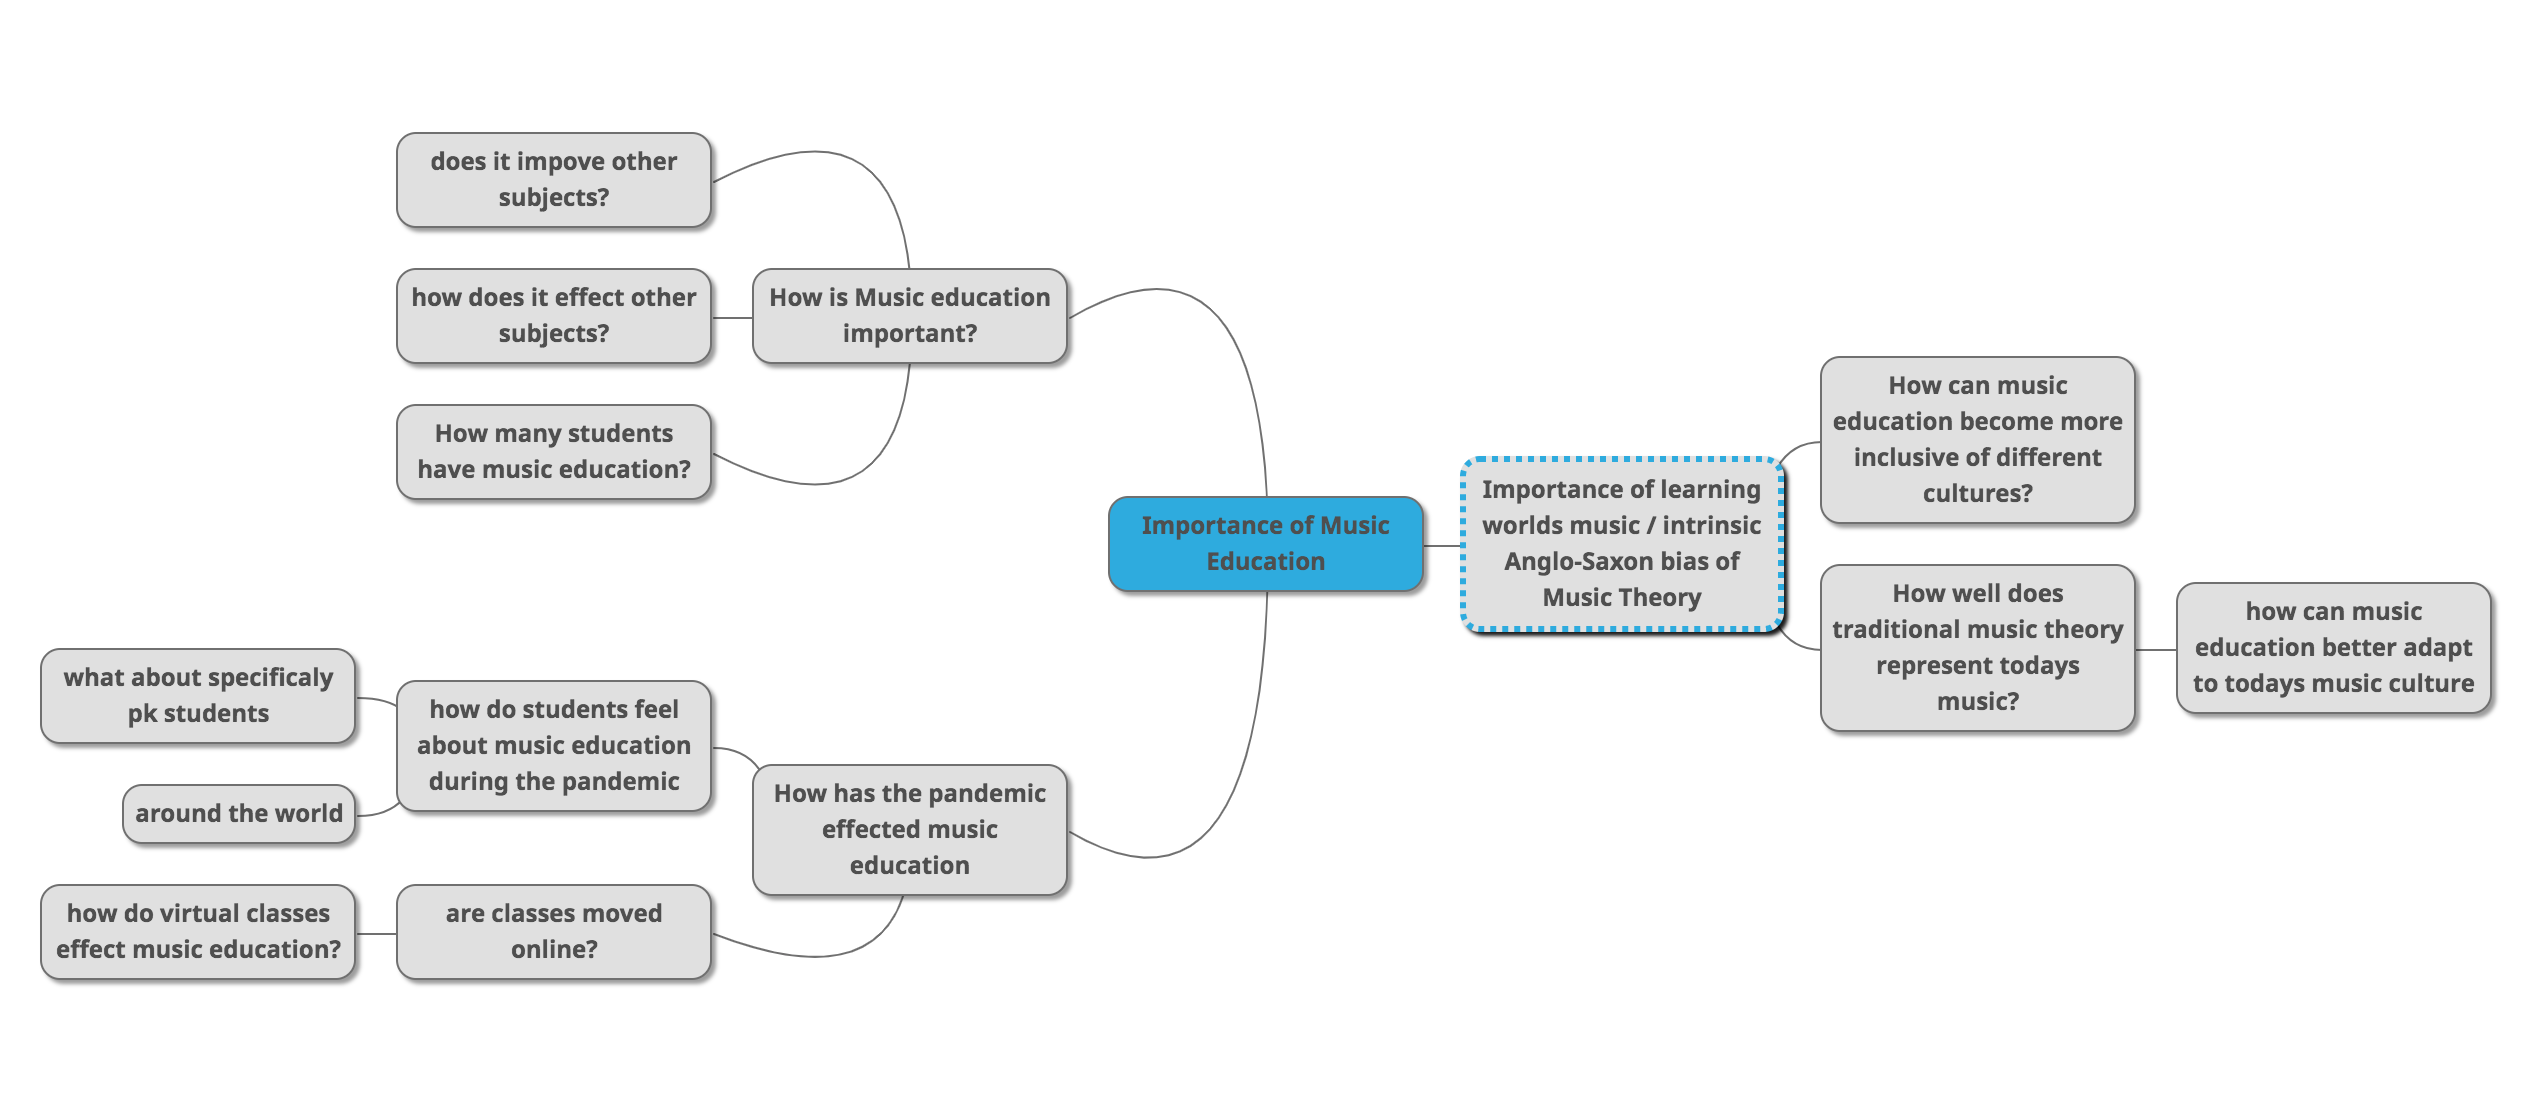 does it impove other
subjects?
how does it effect other
subjects?
How many students
have music education?
How is Music education
important?
Importance of Music
Education
Importance of learning
worlds music / intrinsic
Anglo-Saxon bias of
Music Theory
How can music
education become more
inclusive of different
cultures?
How well does
traditional music theory
represent todays
music?
how can music
education better adapt
to todays music culture
what about specificaly
pk students
around the world
how do students feel
about music education
during the pandemic
How has the pandemic
effected music
education
how do virtual classes
effect music education?
are classes moved
online?